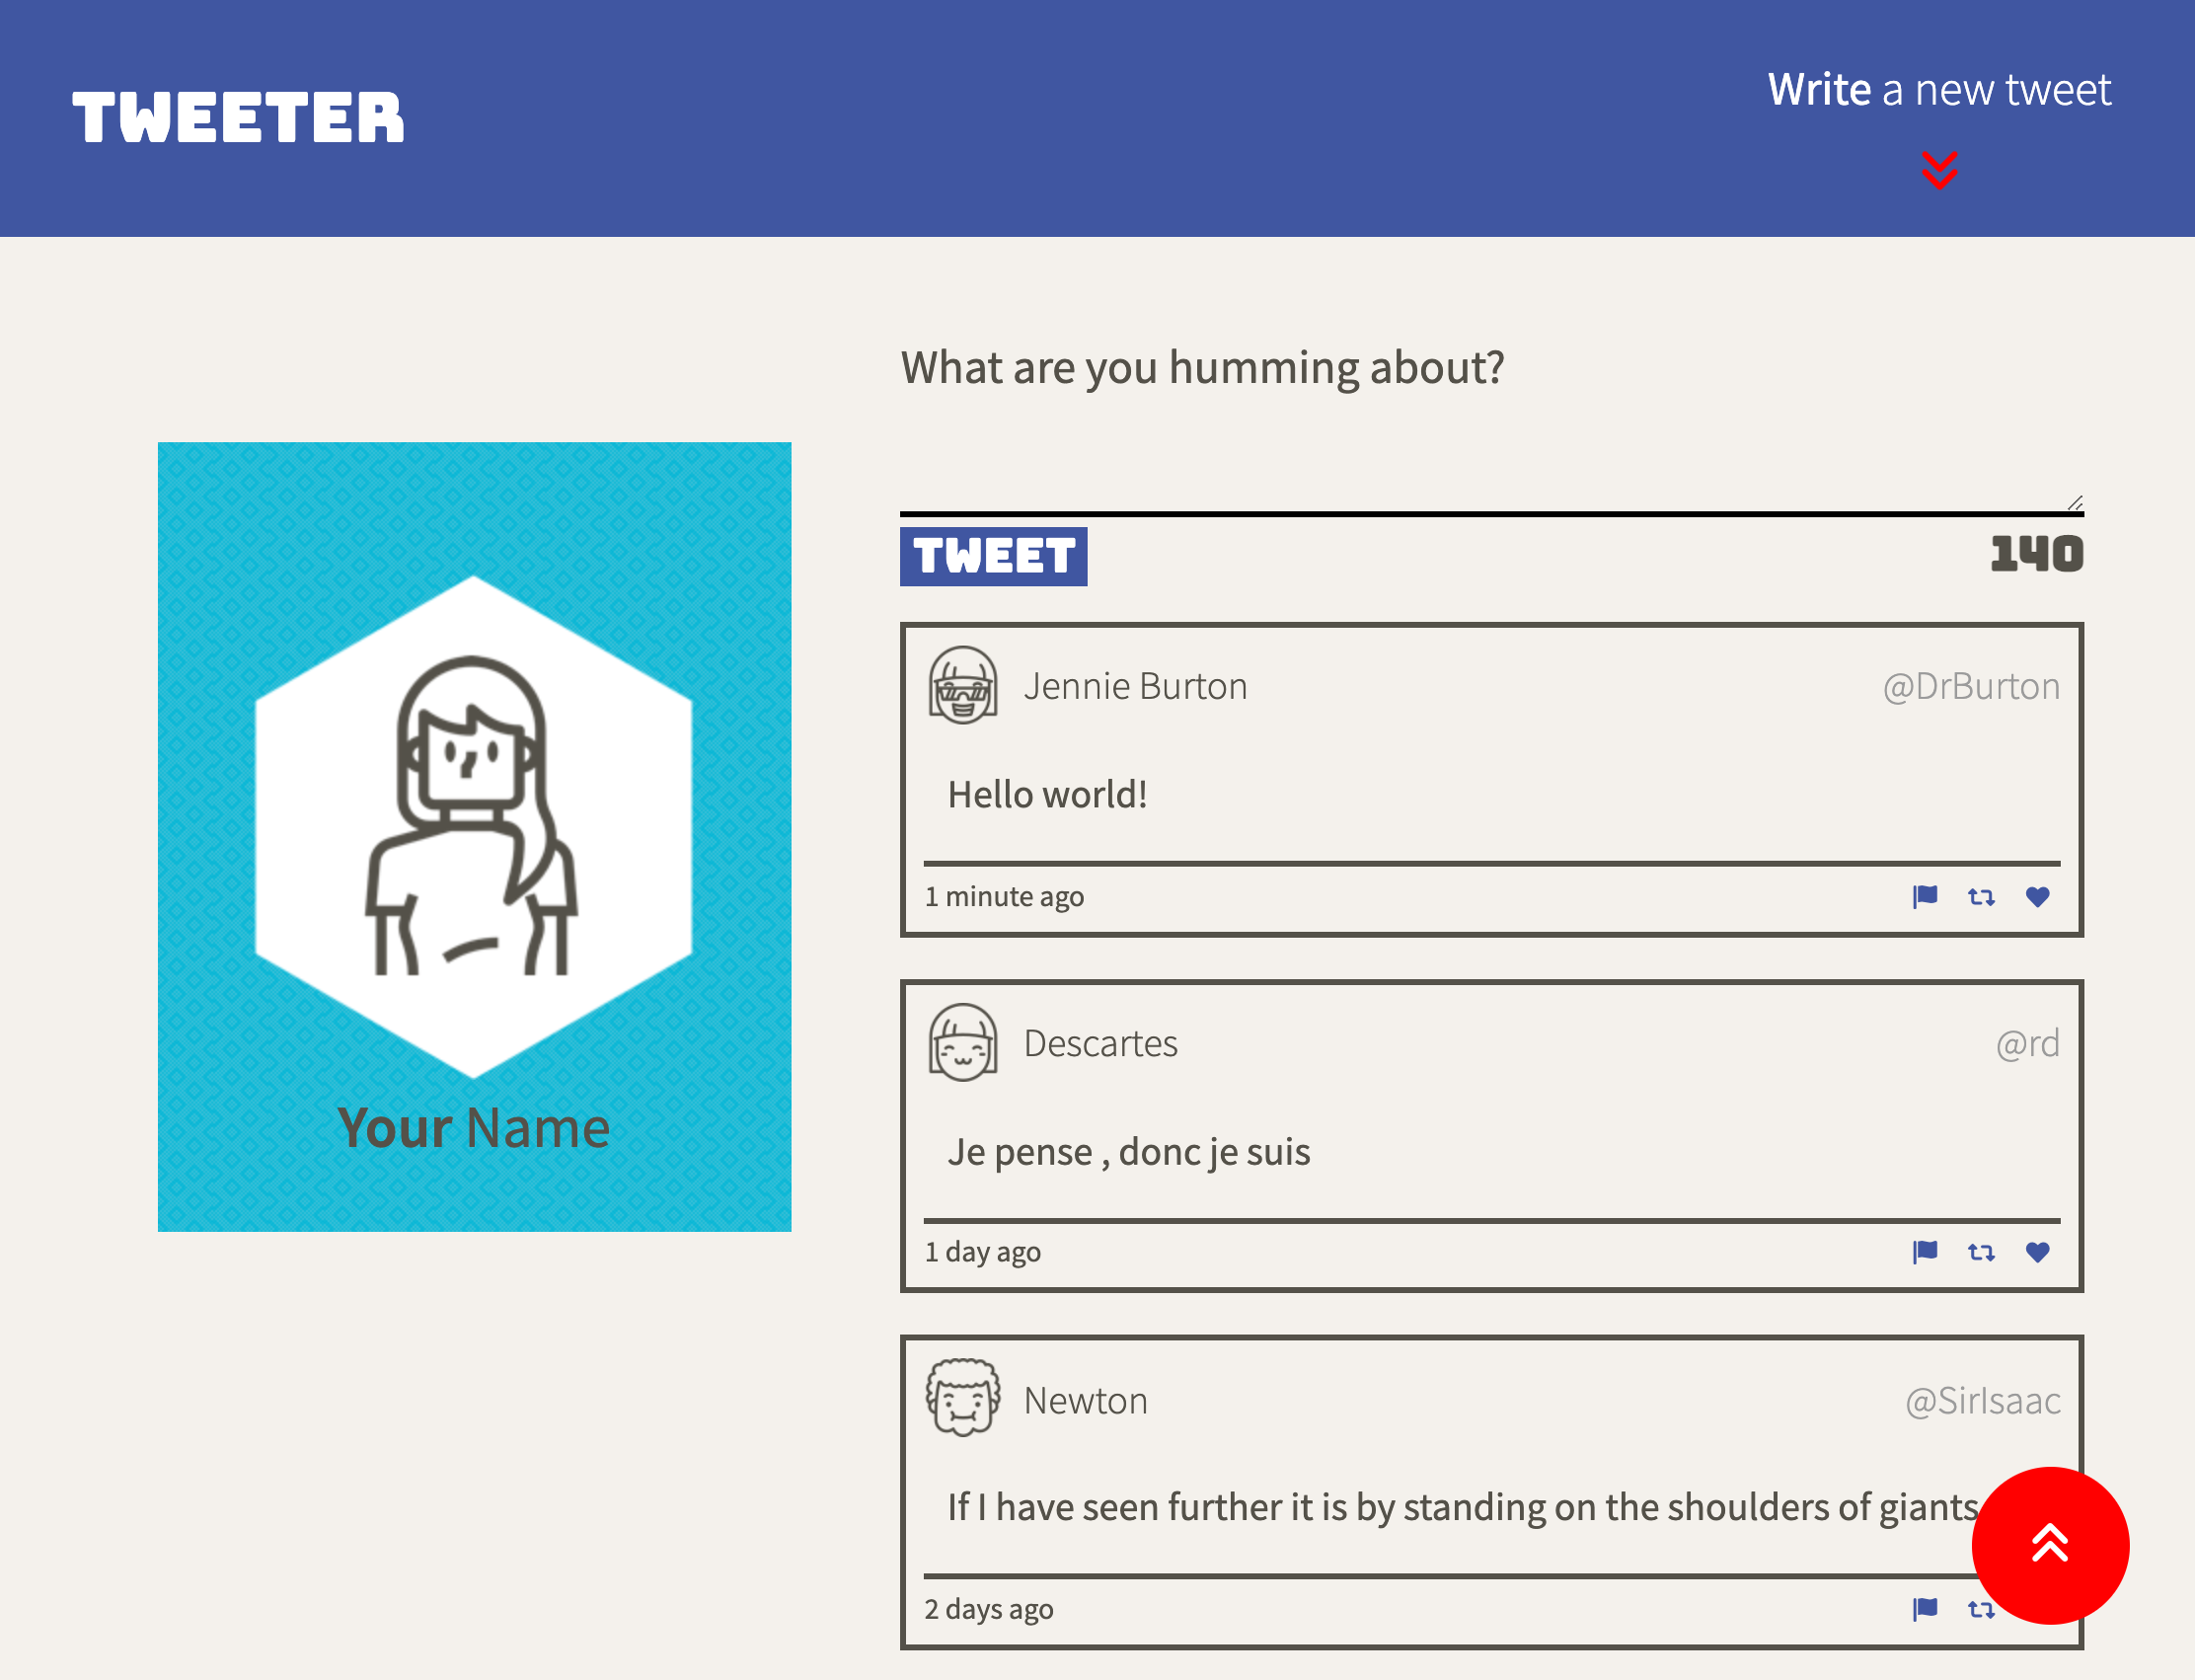 TWEETER
Write a new tweet
What are you humming about?
TWEET
140
Your Name
Jennie Burton
@DrBurton
Hello world!
1 minute ago
Descartes
@rd
Je pense , donc je suis
1 day ago
Newton
@SirIsaac
If I have seen further it is by standing on the shoulders of giants
2 days ago